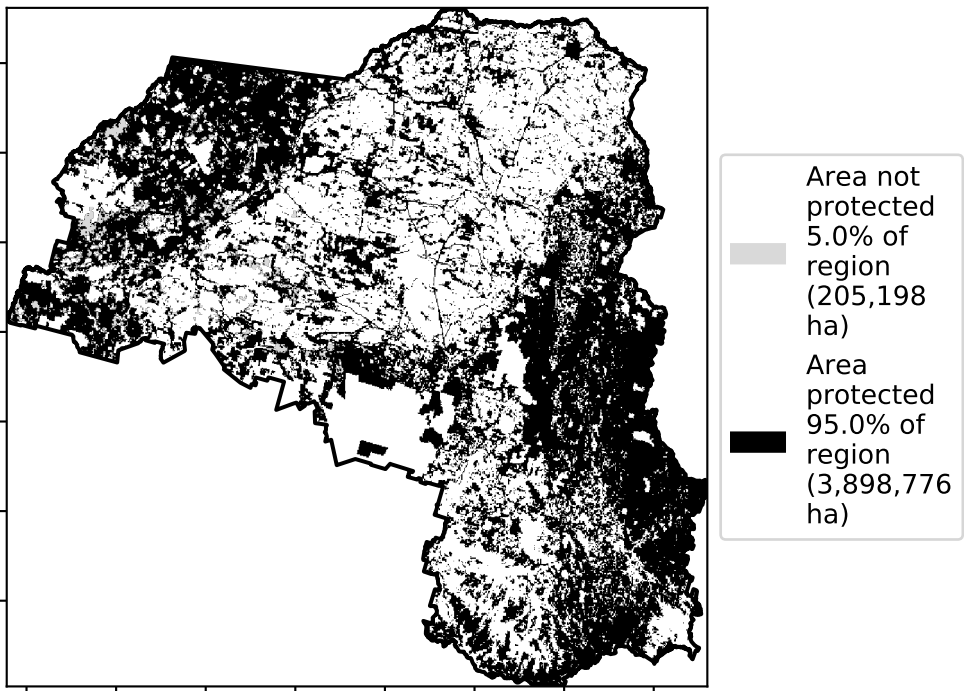 Area not
protected
5.0% of
region
(205,198
ha)
Area
protected
95.0% of
region
(3,898,776
ha)